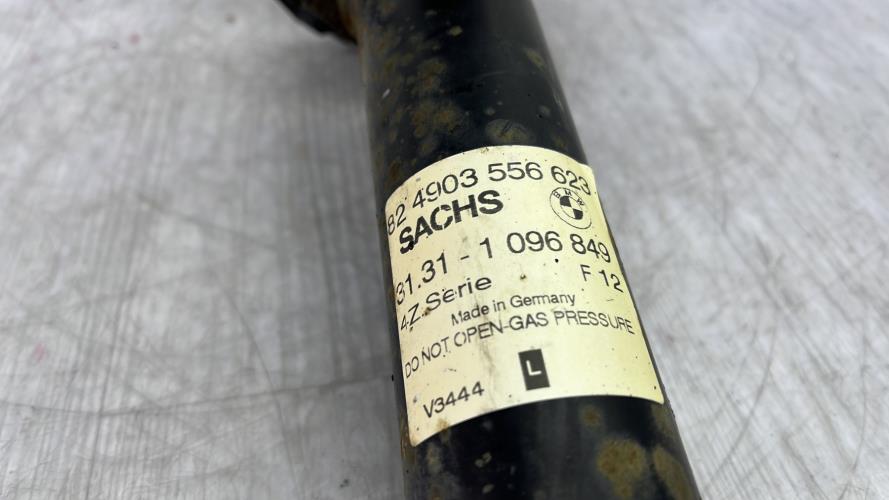 82 4903 556 623
SACHS
BMW
31.31 - 1 096 849
4Z.Serie F 12
Made in Germany
DO NOT OPEN-GAS PRESSURE
V3444 L